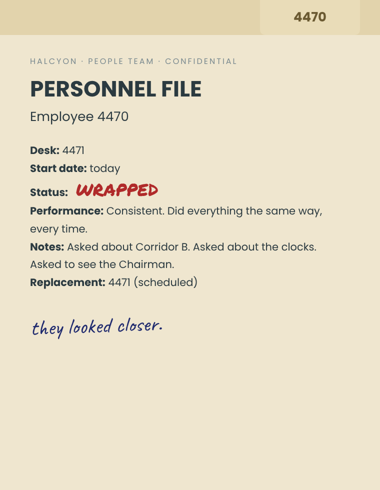 4470
HALCYON · PEOPLE TEAM · CONFIDENTIAL
PERSONNEL FILE
Employee 4470
Desk: 4471
Start date: today
Status: WRAPPED
Performance: Consistent. Did everything the same way,
every time.
Notes: Asked about Corridor B. Asked about the clocks.
Asked to see the Chairman.
Replacement: 4471 (scheduled)
they looked closer.